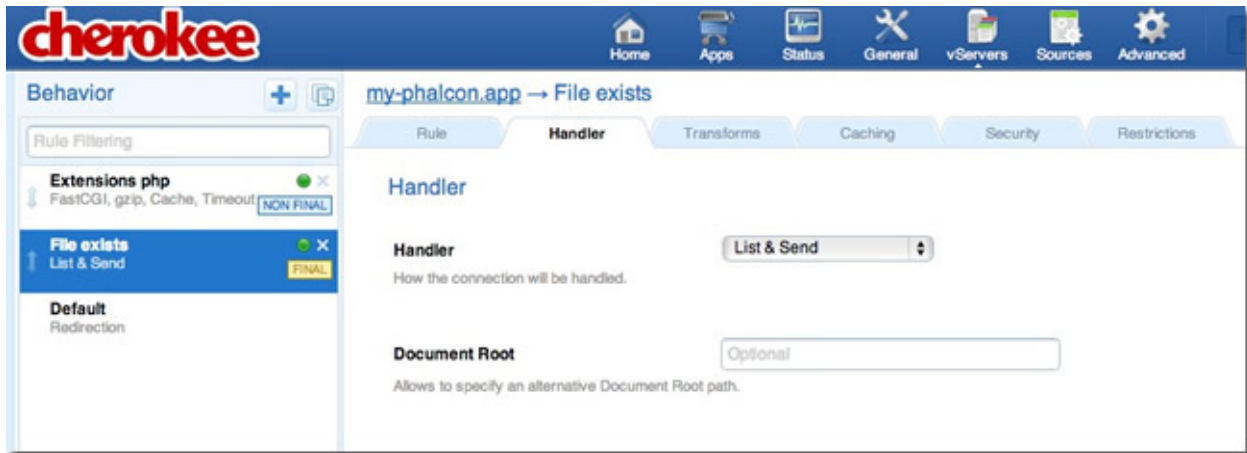 cherokee
Home Apps Status General vServers Sources Advanced
Behavior
Rule Filtering
Extensions php
FastCGI, gzip, Cache, Timeout
NON FINAL
File exists
List & Send
FINAL
Default
Redirection
my-phalcon.app → File exists
Rule Handler Transforms Caching Security Restrictions
Handler
Handler List & Send
How the connection will be handled.
Document Root Optional
Allows to specify an alternative Document Root path.